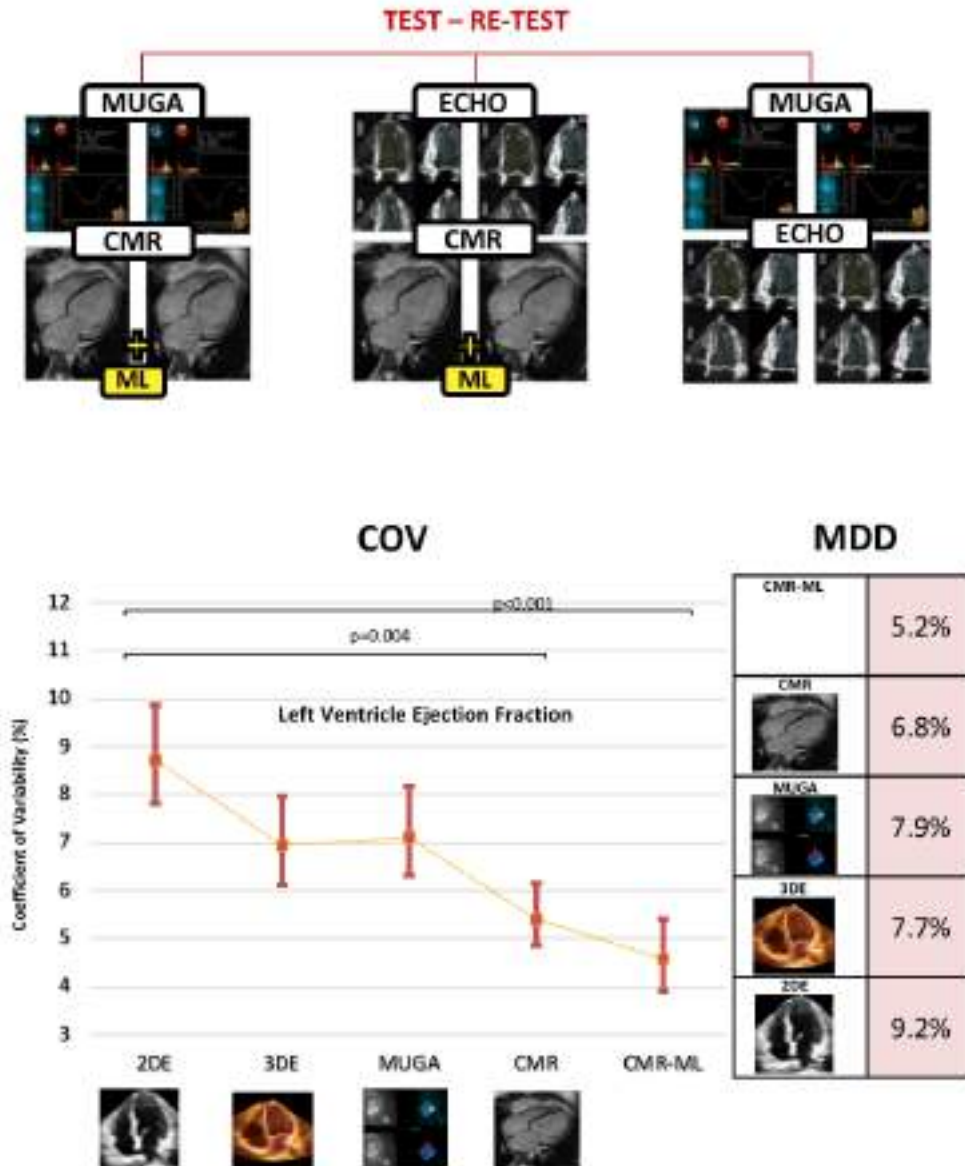 TEST – RE-TEST
MUGA
ECHO
MUGA
CMR
CMR
ECHO
ML
ML
COV
MDD
12
11
10
9
8
7
6
5
4
3
Coefficient of Variability (%)
p<0.001
p=0.004
Left Ventricle Ejection Fraction
2DE
3DE
MUGA
CMR
CMR-ML
CMR-ML
5.2%
CMR
6.8%
MUGA
7.9%
3DE
7.7%
2DE
9.2%